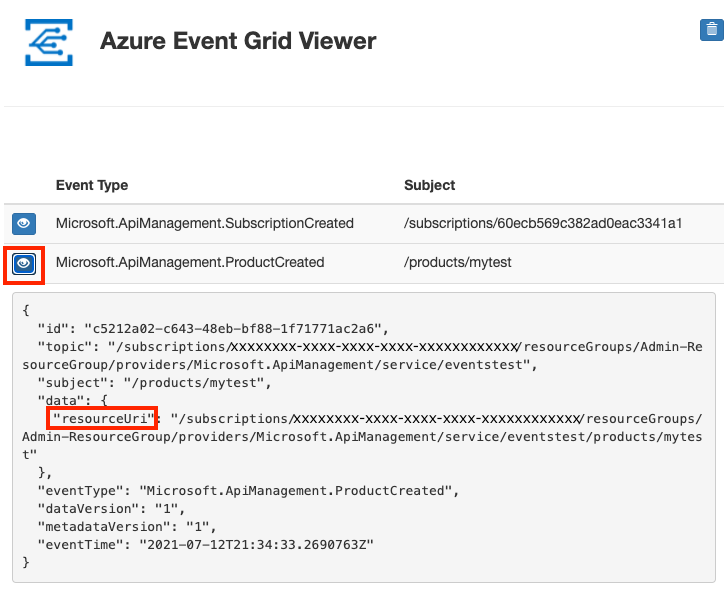 Azure Event Grid Viewer
Event Type Subject
Microsoft.ApiManagement.SubscriptionCreated /subscriptions/60ecb569c382ad0eac3341a1
Microsoft.ApiManagement.ProductCreated /products/mytest
{
  "id": "c5212a02-c643-48eb-bf88-1f71771ac2a6",
  "topic": "/subscriptions/xxxxxxxx-xxxx-xxxx-xxxx-xxxxxxxxxxxx/resourceGroups/Admin-Re
sourceGroup/providers/Microsoft.ApiManagement/service/eventstest",
  "subject": "/products/mytest",
  "data": {
    "resourceUri": "/subscriptions/xxxxxxxx-xxxx-xxxx-xxxx-xxxxxxxxxxxx/resourceGroups/
Admin-ResourceGroup/providers/Microsoft.ApiManagement/service/eventstest/products/mytes
t"
  },
  "eventType": "Microsoft.ApiManagement.ProductCreated",
  "dataVersion": "1",
  "metadataVersion": "1",
  "eventTime": "2021-07-12T21:34:33.2690763Z"
}